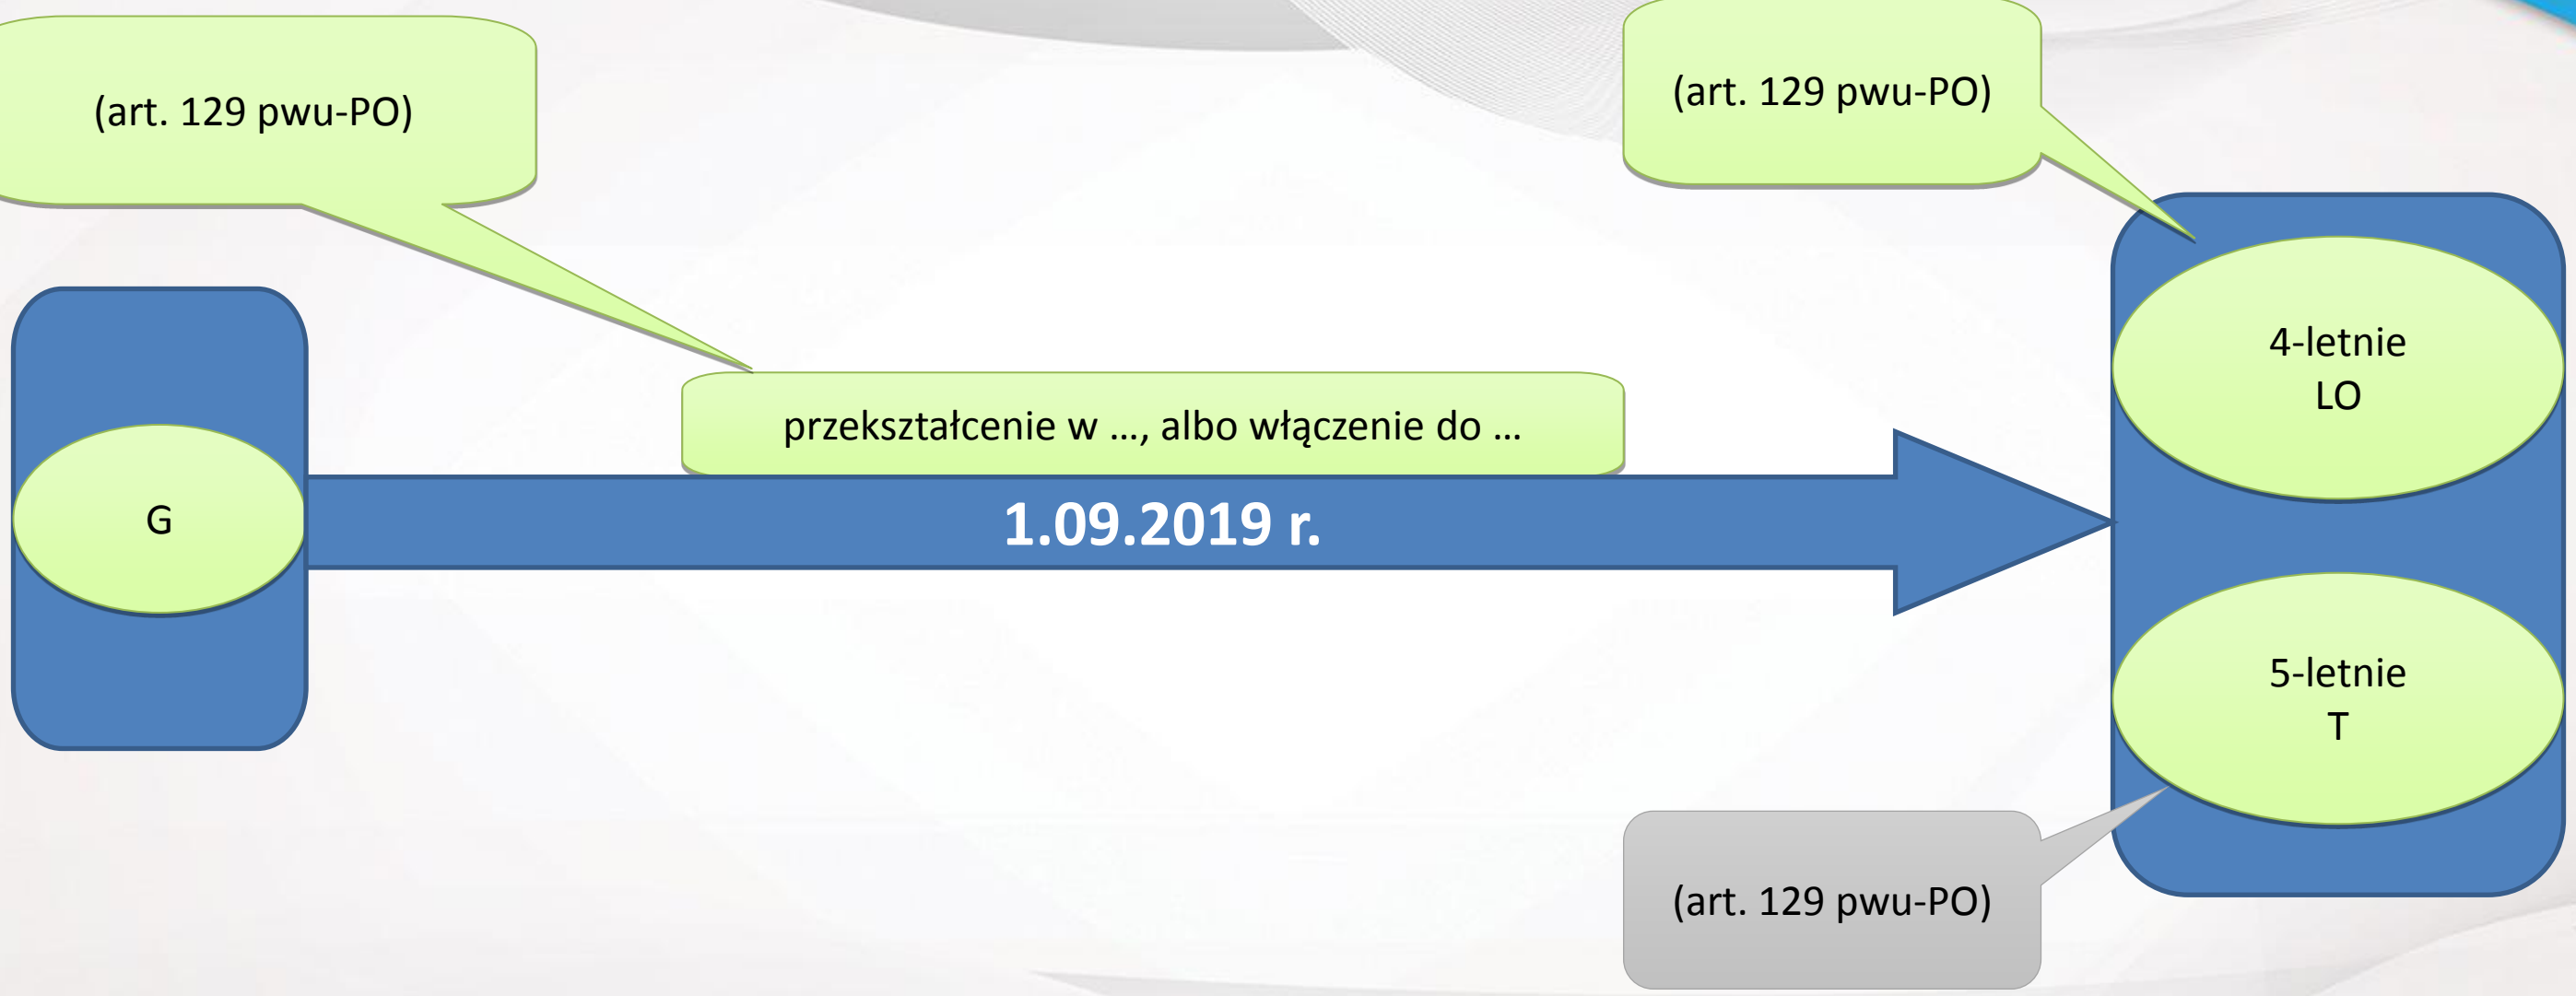 (art. 129 pwu-PO)
(art. 129 pwu-PO)
przekształcenie w ..., albo włączenie do ...
G
1.09.2019 r.
4-letnie
LO
5-letnie
T
(art. 129 pwu-PO)